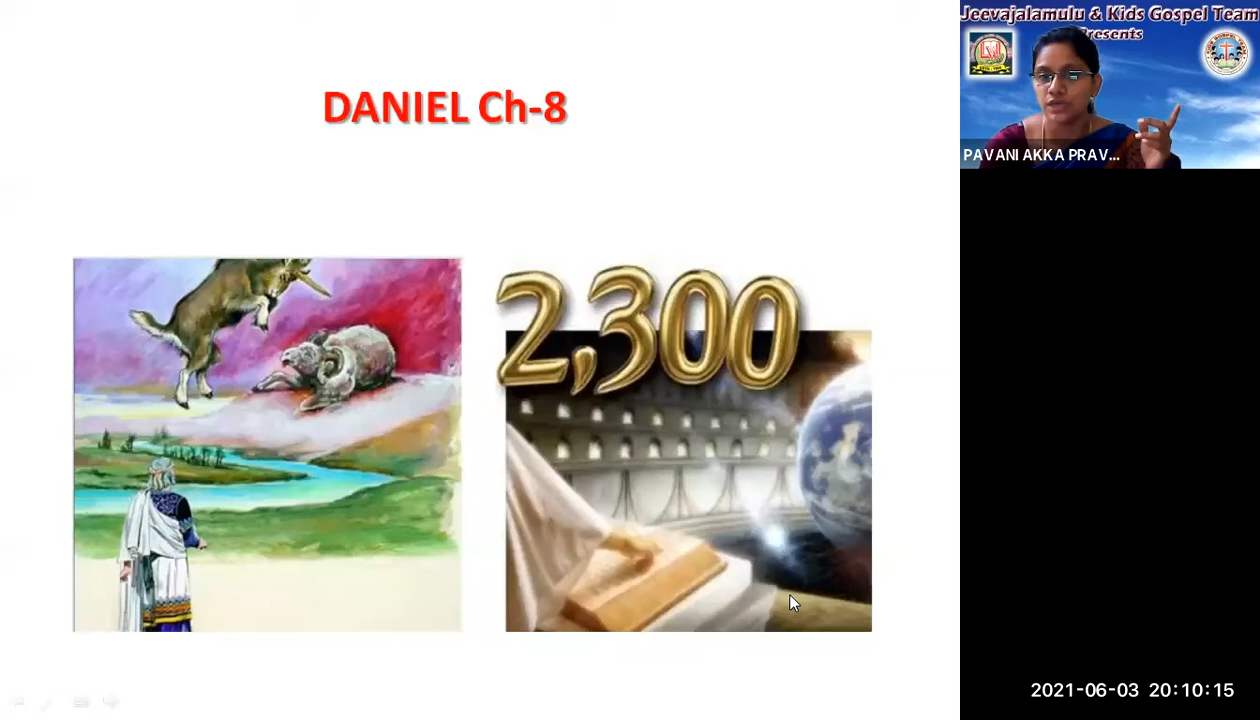 DANIEL Ch-8
2,300
Jeevajalamulu & Kids Gospel Team
Presents
PAVANI AKKA PRAV...
2021-06-03 20:10:15